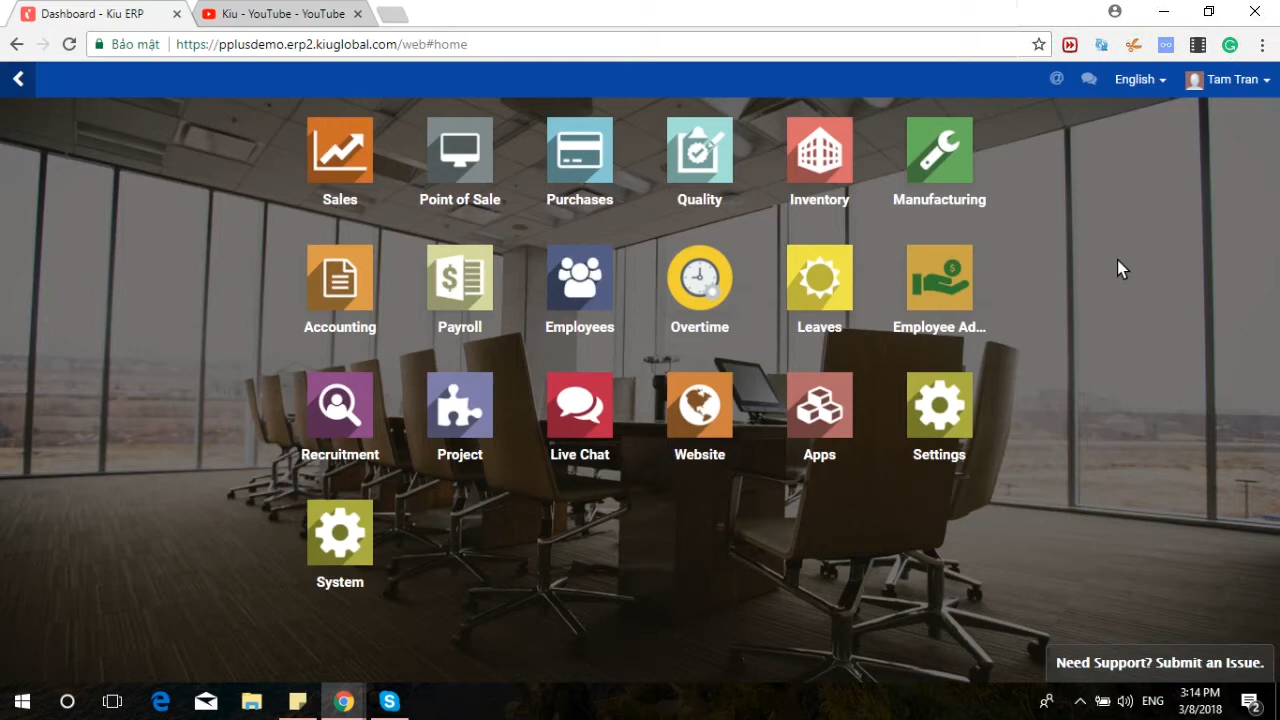 Dashboard - Kiu ERP
Kiu - YouTube - YouTube
Bảo mật
https://pplusdemo.erp2.kiuglobal.com/web#home
English
Tam Tran
Sales
Point of Sale
Purchases
Quality
Inventory
Manufacturing
Accounting
Payroll
Employees
Overtime
Leaves
Employee Ad...
Recruitment
Project
Live Chat
Website
Apps
Settings
System
Need Support? Submit an Issue.
ENG
3:14 PM
3/8/2018
2